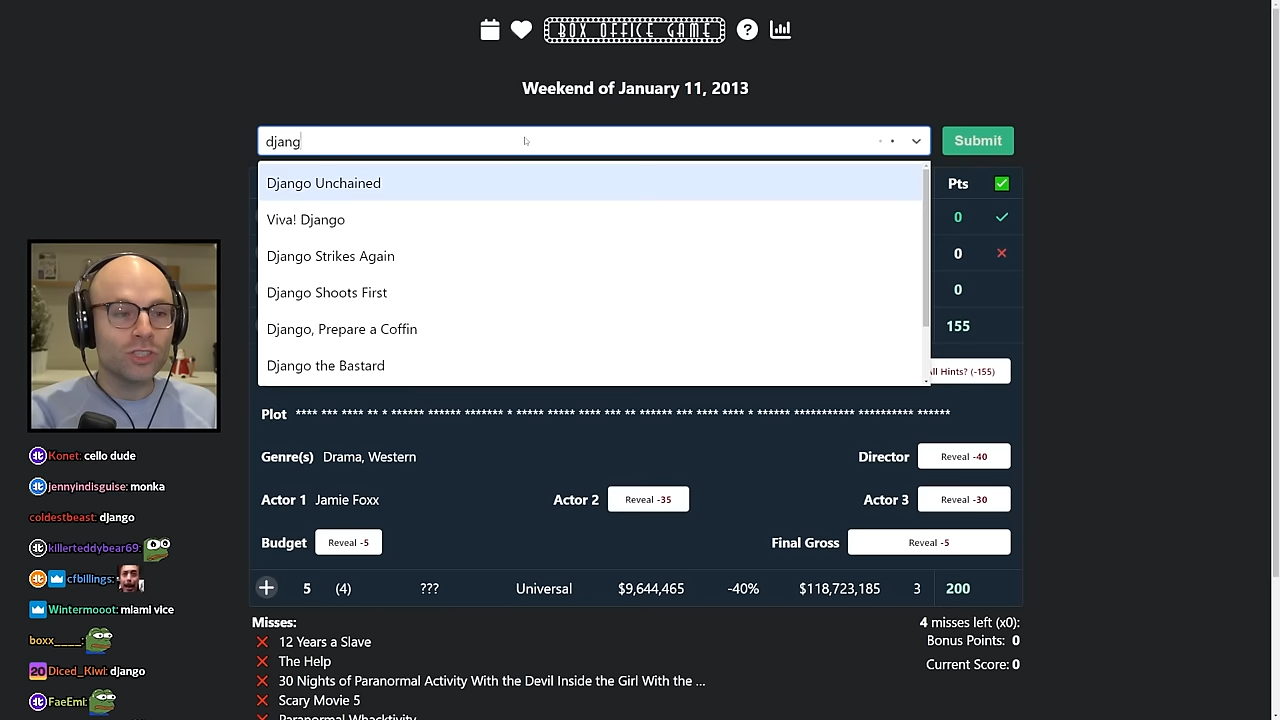 BOX OFFICE GAME
?
Weekend of January 11, 2013
djang
Submit
Django Unchained
Pts
Viva! Django
0
Django Strikes Again
0
Django Shoots First
0
Django, Prepare a Coffin
155
Django the Bastard
All Hints? (-155)
Plot **** *** **** ** * ****** ****** ******* * ***** ***** **** *** ** ****** *** **** **** * ****** *********** ********** ******
Genre(s) Drama, Western
Director Reveal -40
Actor 1 Jamie Foxx
Actor 2 Reveal -35
Actor 3 Reveal -30
Budget Reveal -5
Final Gross Reveal -5
5 (4) ??? Universal $9,644,465 -40% $118,723,185 3 200
Misses:
4 misses left (x0):
12 Years a Slave
Bonus Points: 0
The Help
Current Score: 0
30 Nights of Paranormal Activity With the Devil Inside the Girl With the ...
Scary Movie 5
Paranormal Whacktivity
Konet: cello dude
jennyindisguise: monka
coldestbeast: django
killerteddybear69:
cfbillings:
Wintermooot: miami vice
boxx____:
20 Diced_Kiwi: django
FaeEmi: